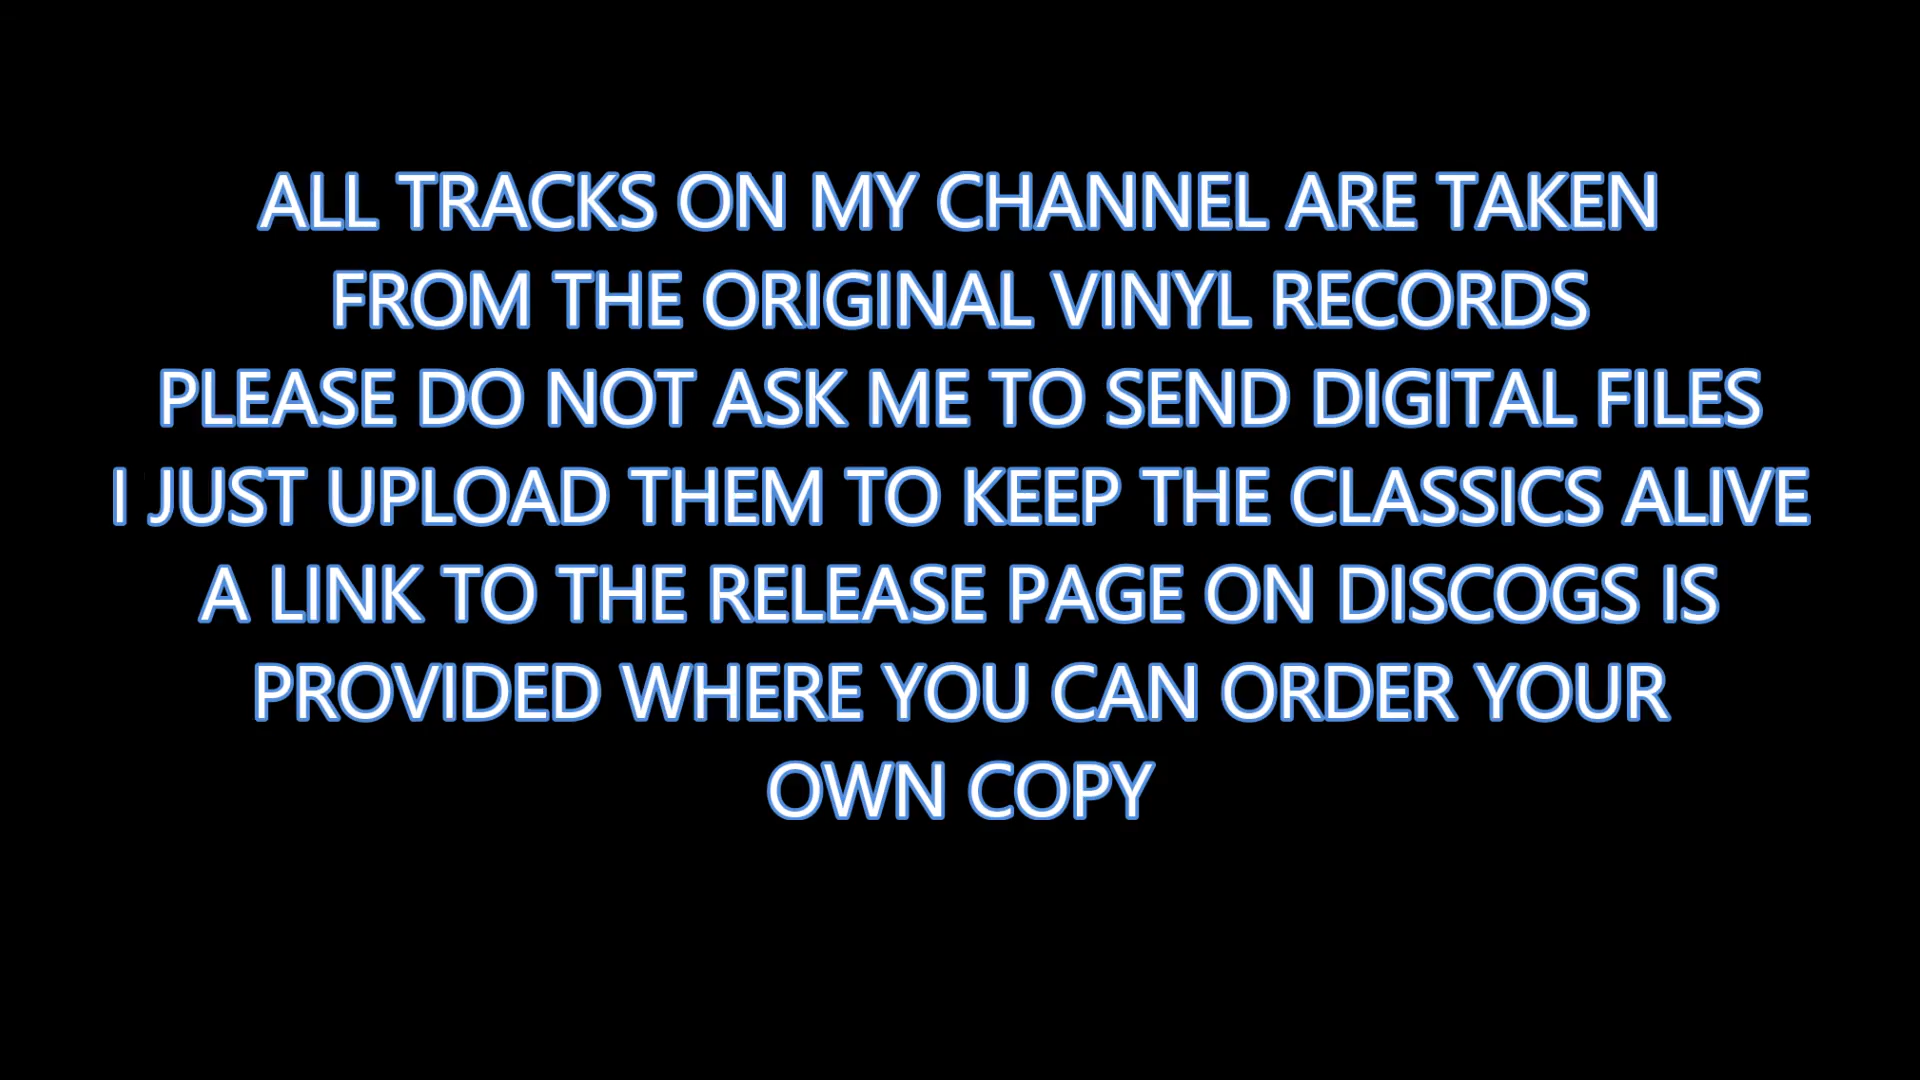 ALL TRACKS ON MY CHANNEL ARE TAKEN
FROM THE ORIGINAL VINYL RECORDS
PLEASE DO NOT ASK ME TO SEND DIGITAL FILES
I JUST UPLOAD THEM TO KEEP THE CLASSICS ALIVE
A LINK TO THE RELEASE PAGE ON DISCOGS IS
PROVIDED WHERE YOU CAN ORDER YOUR
OWN COPY